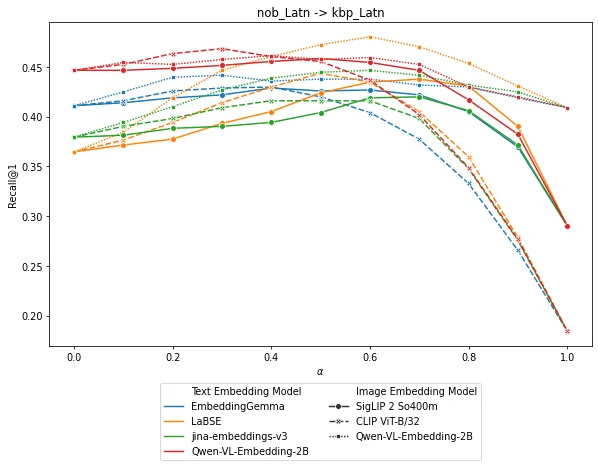 nob_Latn -> kbp_Latn
Recall@1
0.45
0.40
0.35
0.30
0.25
0.20
0.0 0.2 0.4 0.6 0.8 1.0
α
Text Embedding Model
EmbeddingGemma
LaBSE
jina-embeddings-v3
Qwen-VL-Embedding-2B
Image Embedding Model
SigLIP 2 So400m
CLIP ViT-B/32
Qwen-VL-Embedding-2B